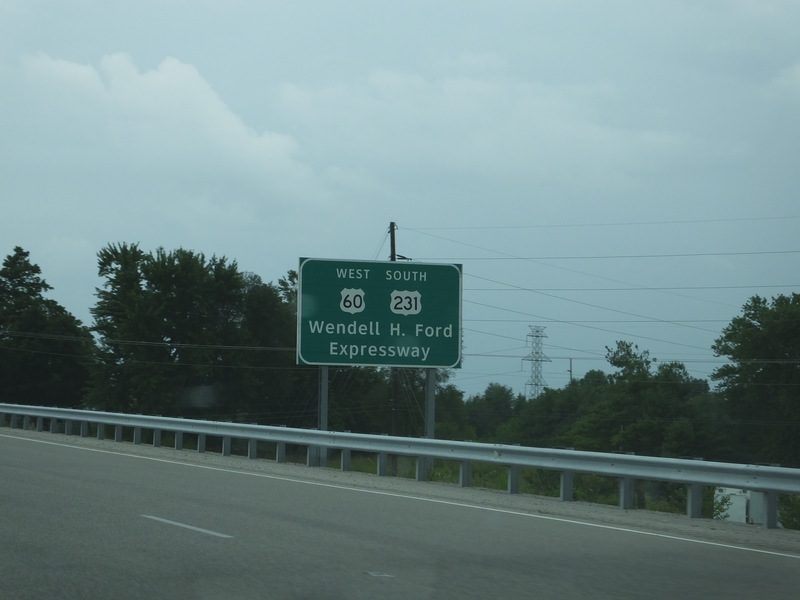 WEST SOUTH
60 231
Wendell H. Ford
Expressway